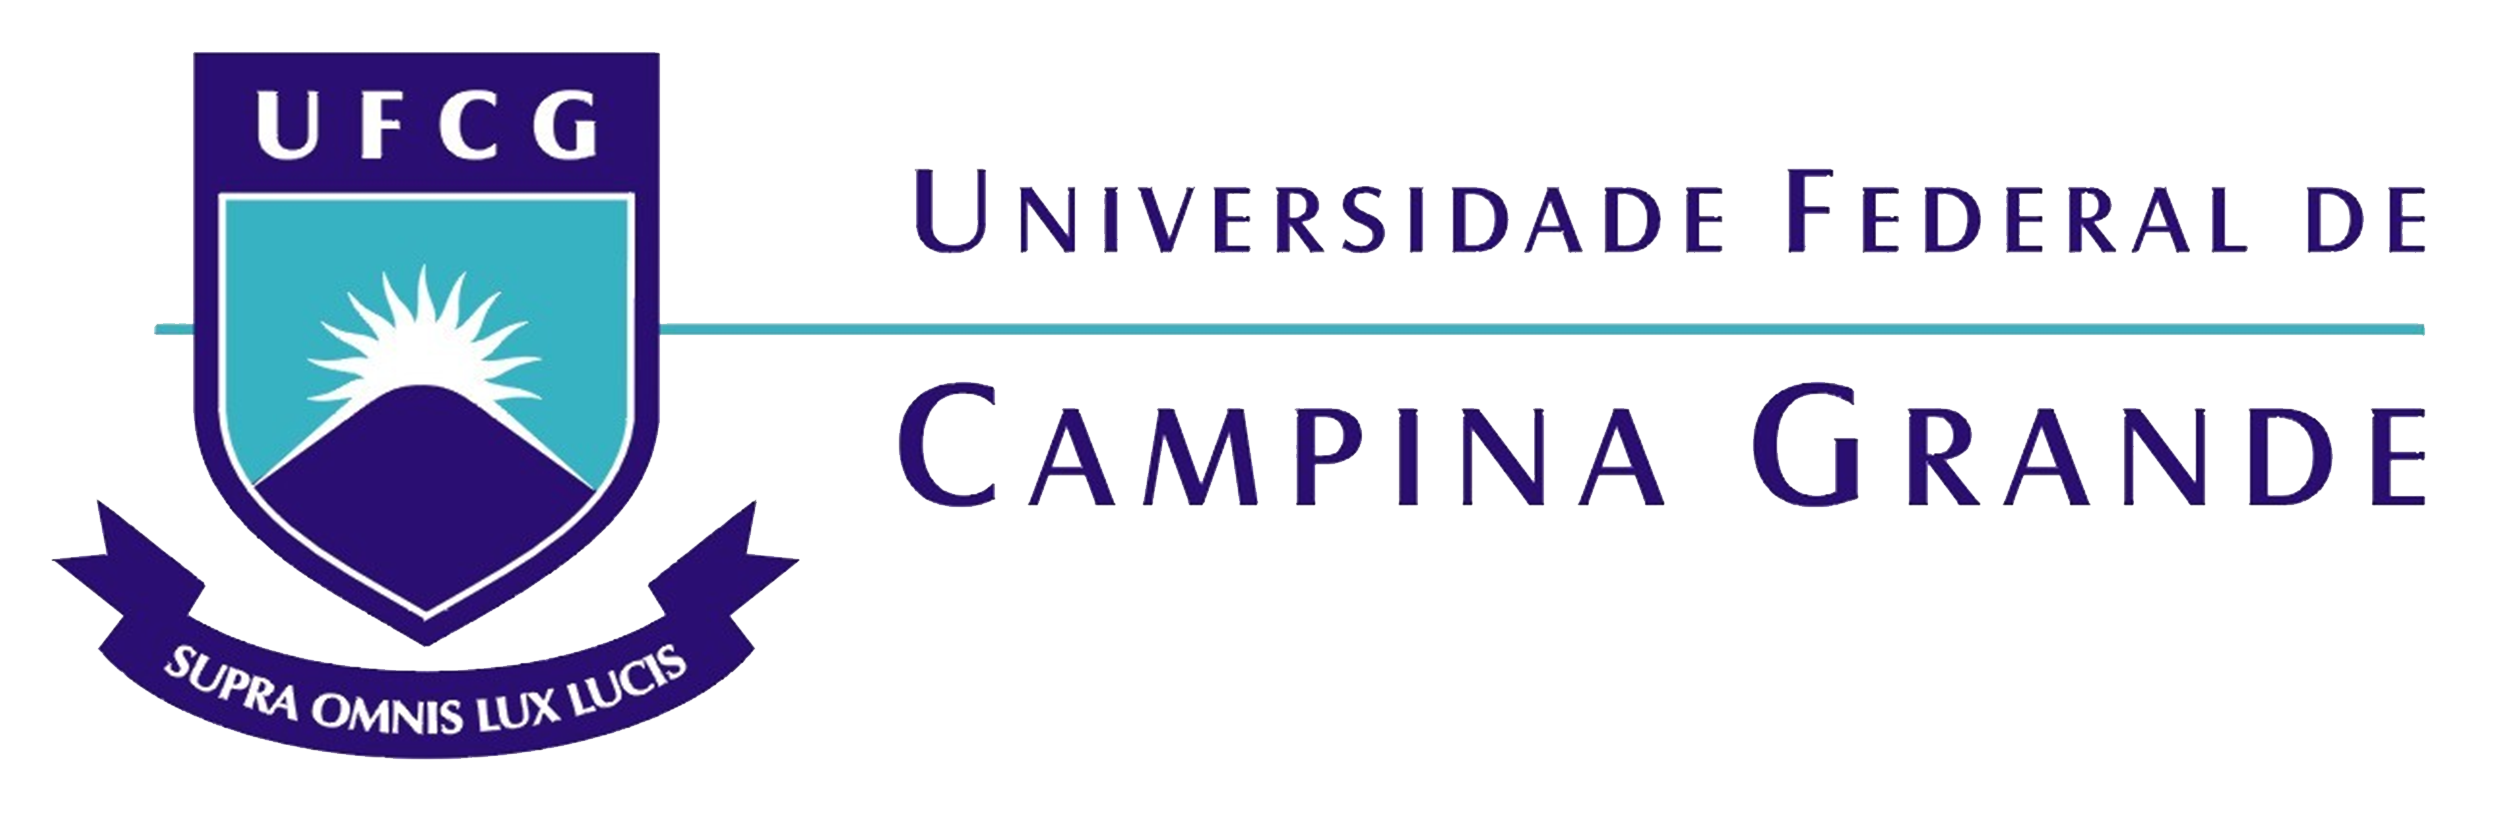 UFCG
SUPRA OMNIS LUX LUCIS
UNIVERSIDADE FEDERAL DE
CAMPINA GRANDE